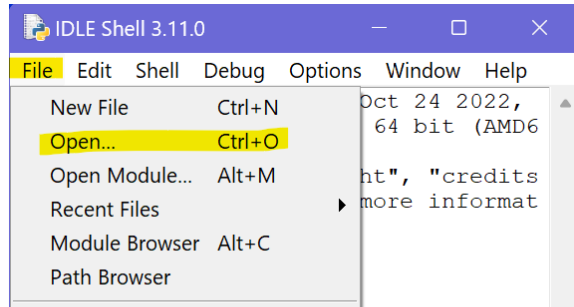 IDLE Shell 3.11.0
File Edit Shell Debug Options Window Help
New File Ctrl+N
Oct 24 2022,
Open... Ctrl+O
64 bit (AMD6
Open Module... Alt+M
ht", "credits
Recent Files
more informat
Module Browser Alt+C
Path Browser